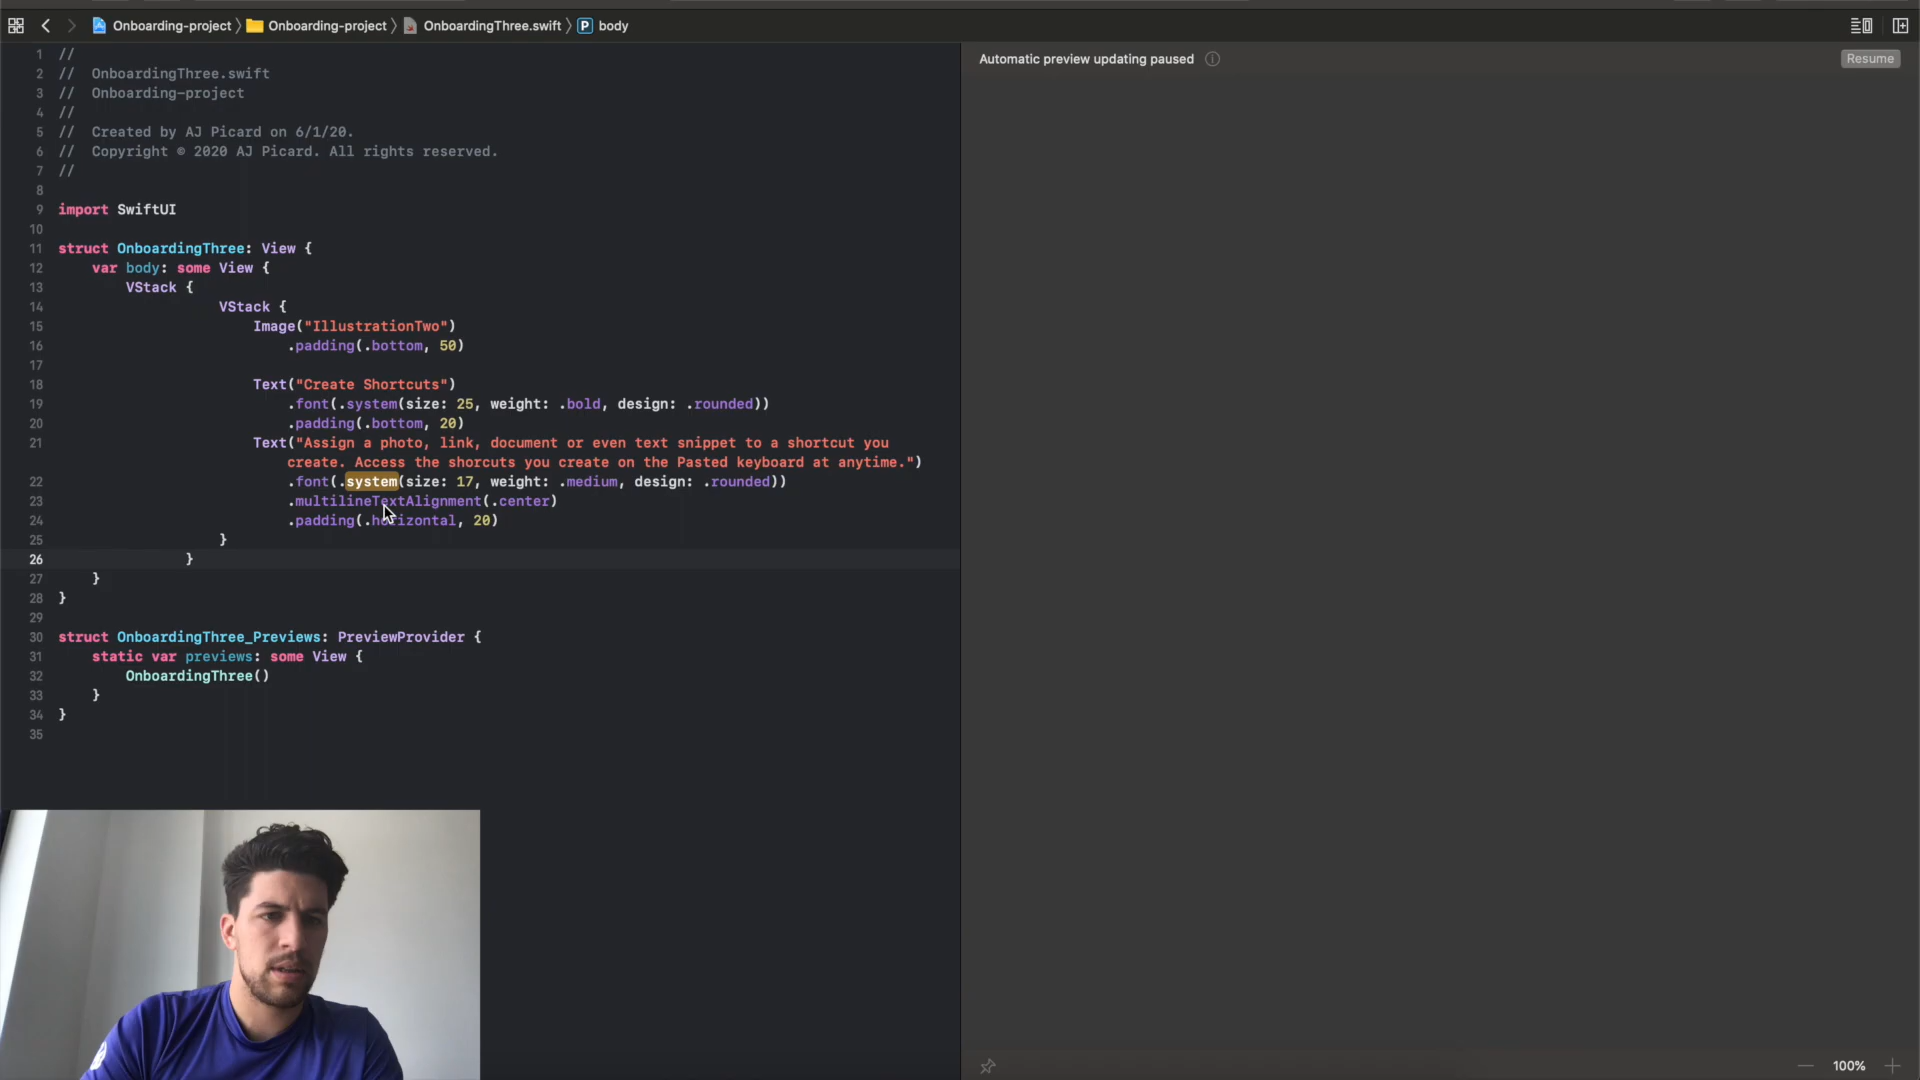 Onboarding-project 〉 Onboarding-project 〉 OnboardingThree.swift 〉 P body
Automatic preview updating paused
Resume
1 //
2 //  OnboardingThree.swift
3 //  Onboarding-project
4 //
5 //  Created by AJ Picard on 6/1/20.
6 //  Copyright © 2020 AJ Picard. All rights reserved.
7 //
8
9 import SwiftUI
10
11 struct OnboardingThree: View {
12     var body: some View {
13         VStack {
14                    VStack {
15                        Image("IllustrationTwo")
16                            .padding(.bottom, 50)
17
18                        Text("Create Shortcuts")
19                            .font(.system(size: 25, weight: .bold, design: .rounded))
20                            .padding(.bottom, 20)
21                        Text("Assign a photo, link, document or even text snippet to a shortcut you
create. Access the shorcuts you create on the Pasted keyboard at anytime.")
22                            .font(.system(size: 17, weight: .medium, design: .rounded))
23                            .multilineTextAlignment(.center)
24                            .padding(.horizontal, 20)
25                    }
26                }
27     }
28 }
29
30 struct OnboardingThree_Previews: PreviewProvider {
31     static var previews: some View {
32         OnboardingThree()
33     }
34 }
35
100%